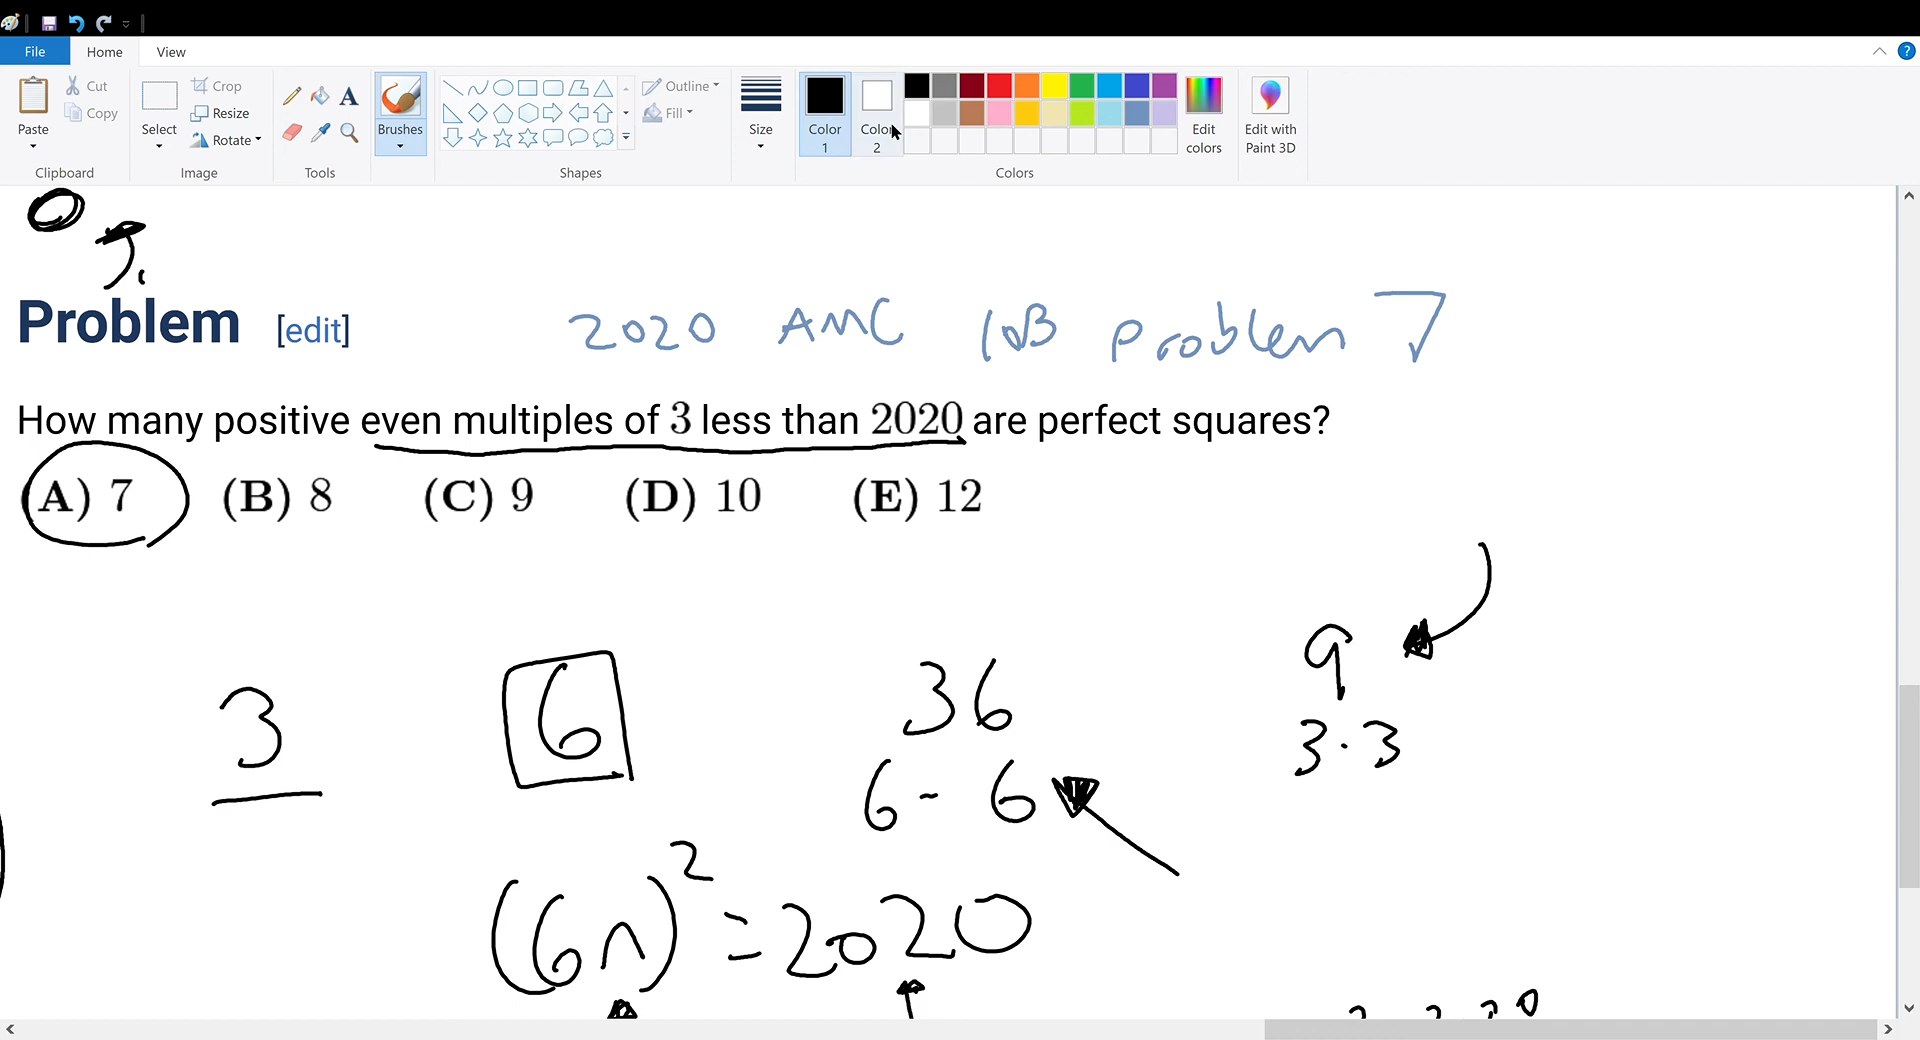 File Home View
Paste Cut Copy Clipboard
Select Crop Resize Rotate Image
Tools
A
Brushes
Outline Fill Shapes
Size
Color 1
Color 2
Edit colors
Colors
Edit with Paint 3D
Problem [edit] 2020 AMC 10B Problem 7
How many positive even multiples of 3 less than 2020 are perfect squares?
(A) 7 (B) 8 (C) 9 (D) 10 (E) 12
3 6 36 9
6 - 6 3·3
(6n)² = 2020